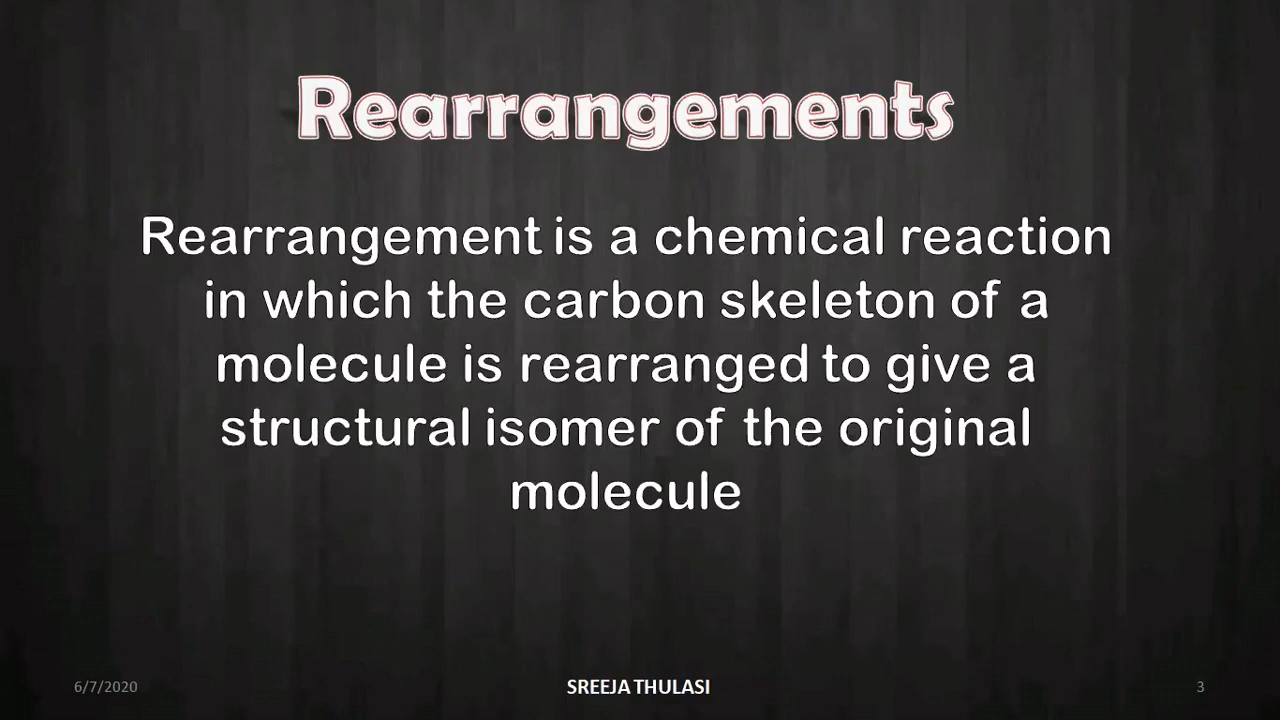 Rearrangements
Rearrangement is a chemical reaction
in which the carbon skeleton of a
molecule is rearranged to give a
structural isomer of the original
molecule
6/7/2020
SREEJA THULASI
3